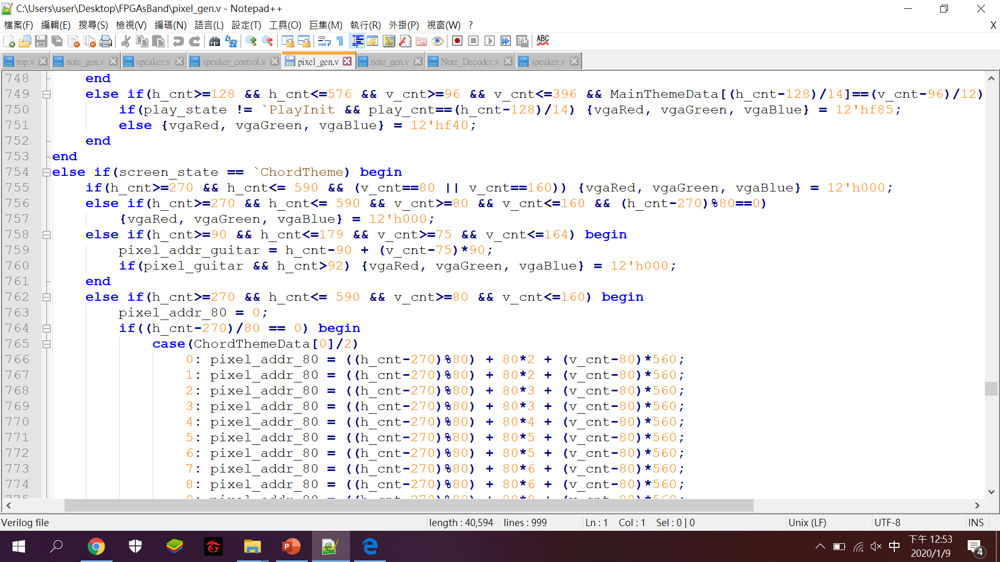 C:\Users\user\Desktop\FPGAsBand\pixel_gen.v - Notepad++
檔案(F) 編輯(E) 搜尋(S) 檢視(V) 編碼(N) 語言(L) 設定(T) 工具(O) 巨集(M) 執行(R) 外掛(P) 視窗(W) ? X
ABC
top.v note_gen.v speaker.v speaker_control.v pixel_gen.v note_gen.v Note_Decoder.v speaker.v
748 end
749 else if(h_cnt>=128 && h_cnt<=576 && v_cnt>=96 && v_cnt<=396 && MainThemeData[(h_cnt-128)/14]==(v_cnt-96)/12)
750 if(play_state != `PlayInit && play_cnt==(h_cnt-128)/14) {vgaRed, vgaGreen, vgaBlue} = 12'hf85;
751 else {vgaRed, vgaGreen, vgaBlue} = 12'hf40;
752 end
753 end
754 else if(screen_state == `ChordTheme) begin
755 if(h_cnt>=270 && h_cnt<= 590 && (v_cnt==80 || v_cnt==160)) {vgaRed, vgaGreen, vgaBlue} = 12'h000;
756 else if(h_cnt>=270 && h_cnt<= 590 && v_cnt>=80 && v_cnt<=160 && (h_cnt-270)%80==0)
757 {vgaRed, vgaGreen, vgaBlue} = 12'h000;
758 else if(h_cnt>=90 && h_cnt<=179 && v_cnt>=75 && v_cnt<=164) begin
759 pixel_addr_guitar = h_cnt-90 + (v_cnt-75)*90;
760 if(pixel_guitar && h_cnt>92) {vgaRed, vgaGreen, vgaBlue} = 12'h000;
761 end
762 else if(h_cnt>=270 && h_cnt<= 590 && v_cnt>=80 && v_cnt<=160) begin
763 pixel_addr_80 = 0;
764 if((h_cnt-270)/80 == 0) begin
765 case(ChordThemeData[0]/2)
766 0: pixel_addr_80 = ((h_cnt-270)%80) + 80*2 + (v_cnt-80)*560;
767 1: pixel_addr_80 = ((h_cnt-270)%80) + 80*2 + (v_cnt-80)*560;
768 2: pixel_addr_80 = ((h_cnt-270)%80) + 80*3 + (v_cnt-80)*560;
769 3: pixel_addr_80 = ((h_cnt-270)%80) + 80*3 + (v_cnt-80)*560;
770 4: pixel_addr_80 = ((h_cnt-270)%80) + 80*4 + (v_cnt-80)*560;
771 5: pixel_addr_80 = ((h_cnt-270)%80) + 80*5 + (v_cnt-80)*560;
772 6: pixel_addr_80 = ((h_cnt-270)%80) + 80*5 + (v_cnt-80)*560;
773 7: pixel_addr_80 = ((h_cnt-270)%80) + 80*6 + (v_cnt-80)*560;
774 8: pixel_addr_80 = ((h_cnt-270)%80) + 80*6 + (v_cnt-80)*560;
Verilog file length : 40,594 lines : 999 Ln : 1 Col : 1 Sel : 0 | 0 Unix (LF) UTF-8 INS
中 下午 12:53
2020/1/9 4